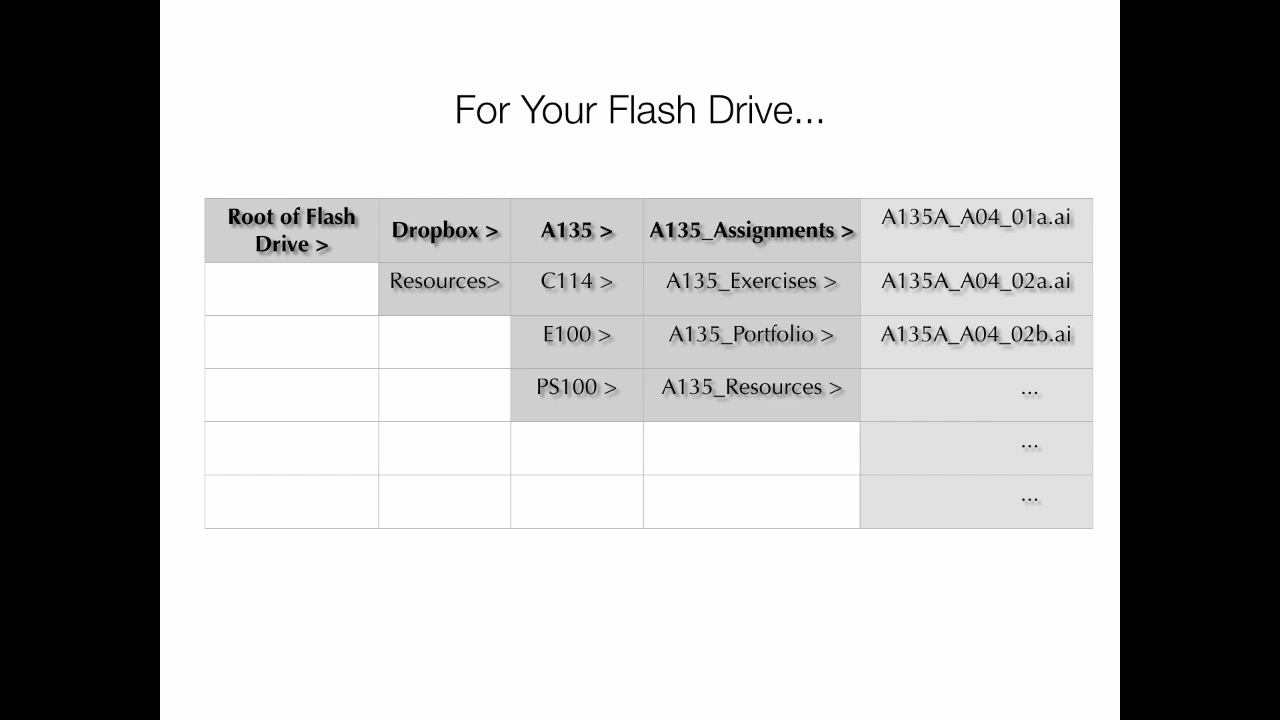 For Your Flash Drive...
Root of Flash
Drive >
Dropbox >
A135 >
A135_Assignments >
A135A_A04_01a.ai
Resources>
C114 >
A135_Exercises >
A135A_A04_02a.ai
E100 >
A135_Portfolio >
A135A_A04_02b.ai
PS100 >
A135_Resources >
...
...
...